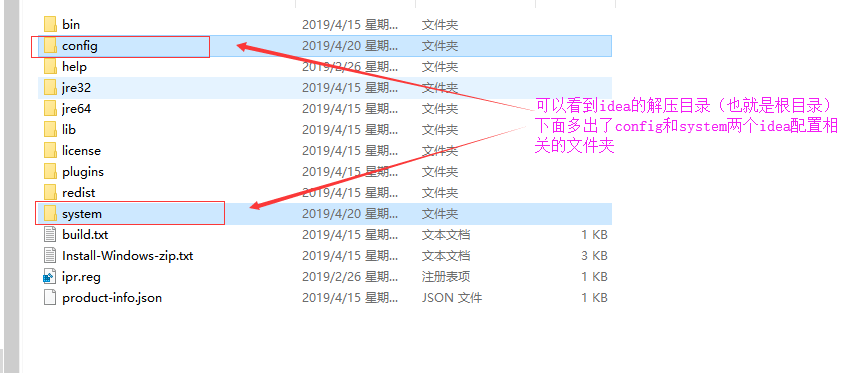 bin 2019/4/15 星期... 文件夹
config 2019/4/20 星期... 文件夹
help 2019/2/26 星期... 文件夹
jre32 2019/4/15 星期... 文件夹
jre64 2019/4/15 星期... 文件夹
可以看到idea的解压目录（也就是根目录）
lib 2019/4/15 星期... 文件夹
下面多出了config和system两个idea配置相
license 2019/4/15 星期... 文件夹
关的文件夹
plugins 2019/4/15 星期... 文件夹
redist 2019/4/15 星期... 文件夹
system 2019/4/20 星期... 文件夹
build.txt 2019/4/15 星期... 文本文档 1 KB
Install-Windows-zip.txt 2019/4/15 星期... 文本文档 3 KB
ipr.reg 2019/2/26 星期... 注册表项 1 KB
product-info.json 2019/4/15 星期... JSON 文件 1 KB